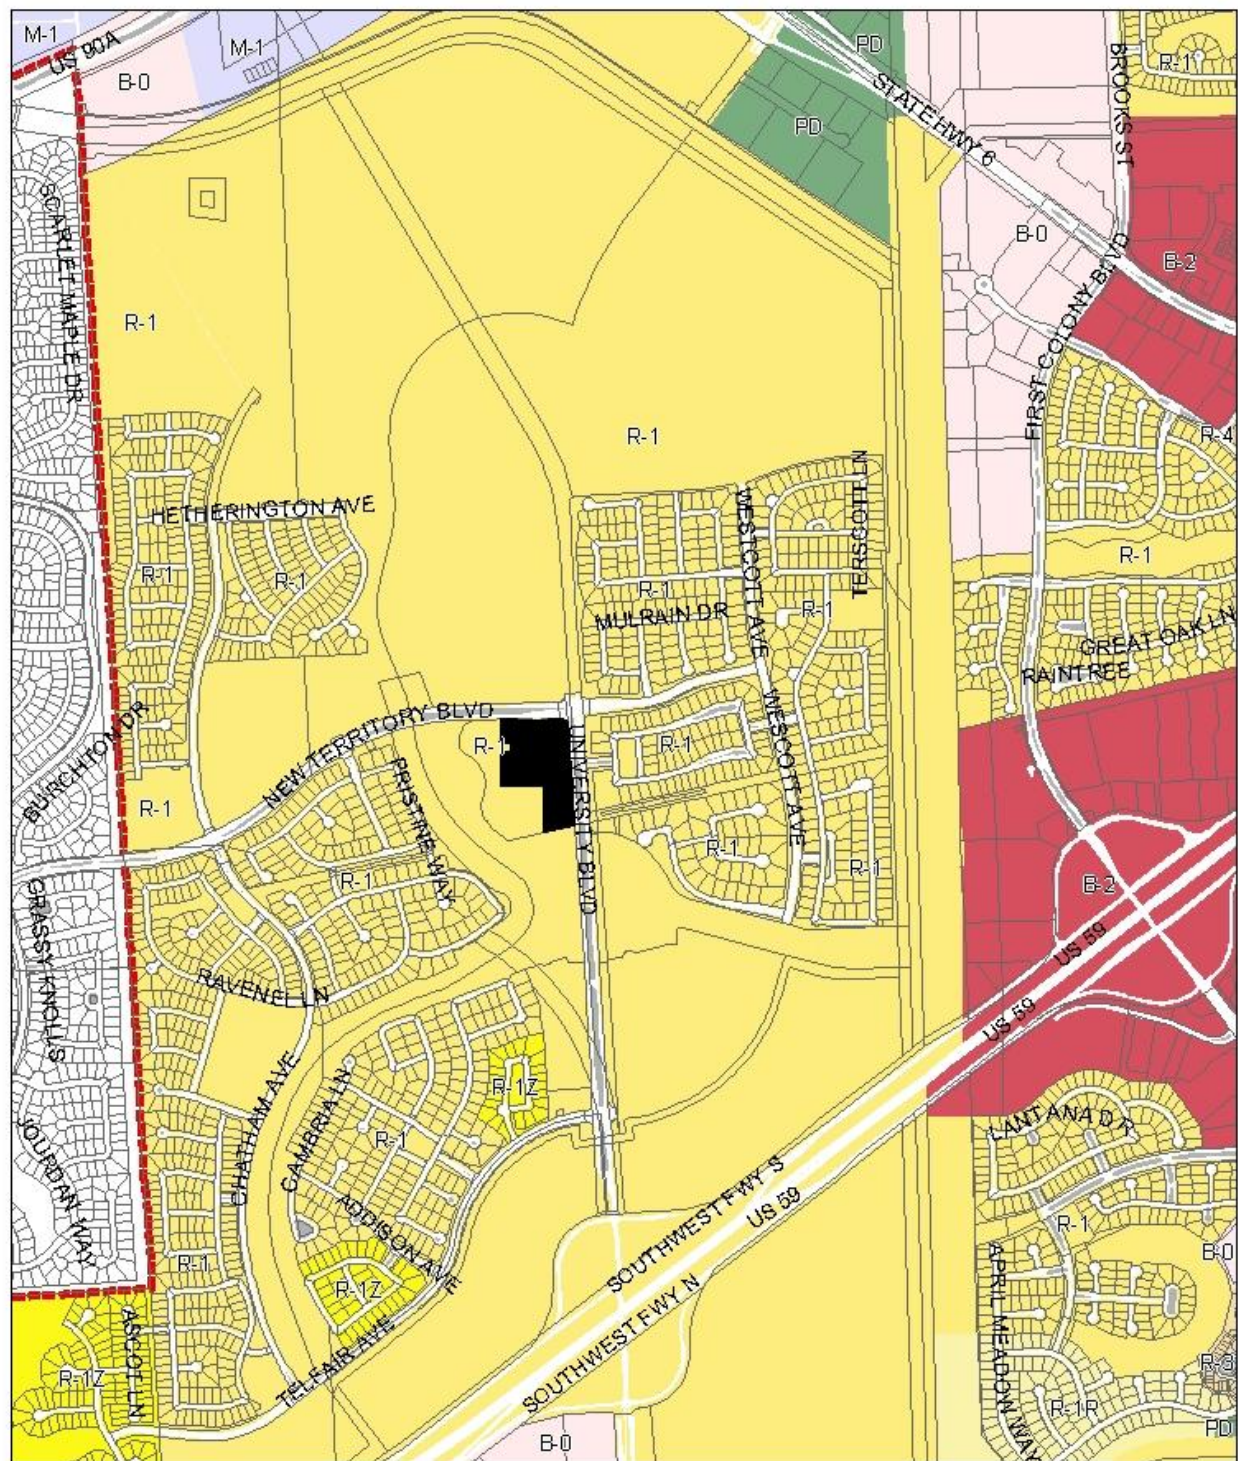 M-1
US 90A
M-1
B-0
PD
STATE HWY 6
BROOKS ST
R-1
PD
SCARLET MAPLE DR
B-0
B-2
FIRST COLONY BLVD
R-1
R-1
R-4
HETHERINGTON AVE
WESTCOTT AVE
TERSCOTT LN
R-1
R-1
R-1
R-1
MULRAIN DR
R-1
GREAT OAK LN
RAINTREE
BURCHTON DR
NEW TERRITORY BLVD
R-1
UNIVERSITY BLVD
R-1
WESCOTT AVE
PRISTINE WAY
R-1
R-1
R-1
R-1
B-2
GRASSY KNOLLS
RAVENEL LN
US 59
US 59
CHATHAM AVE
CAMBRIA LN
R-1Z
R-1
LANTANA DR
JOURDAN WAY
ADDISON AVE
SOUTHWEST FWY S
US 59
R-1
R-1
R-1Z
B-0
APRIL MEADOW WAY
SOUTHWEST FWY N
ASCOT LN
TELFAIR AVE
R-1Z
R-3
R-1R
PD
B-0